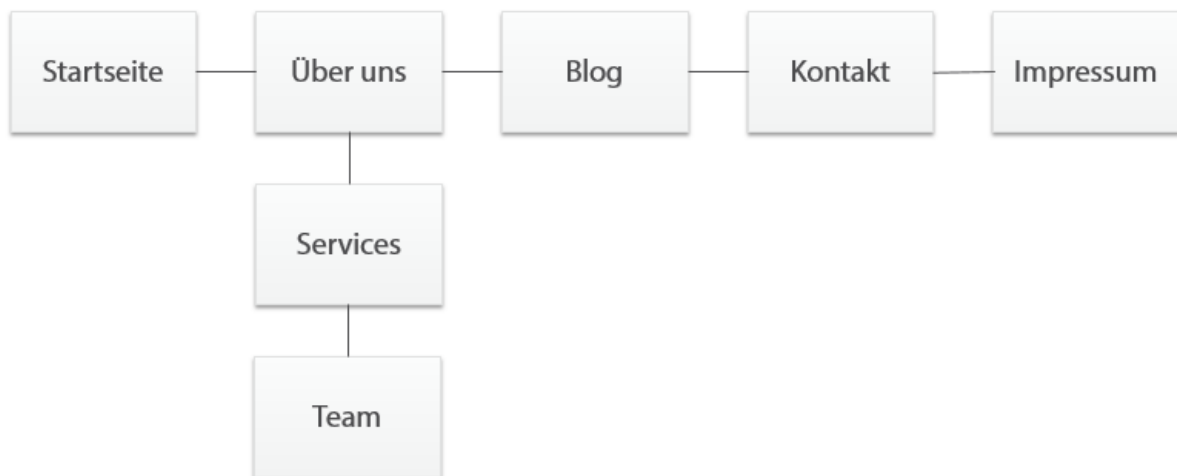 Startseite
Über uns
Blog
Kontakt
Impressum
Services
Team